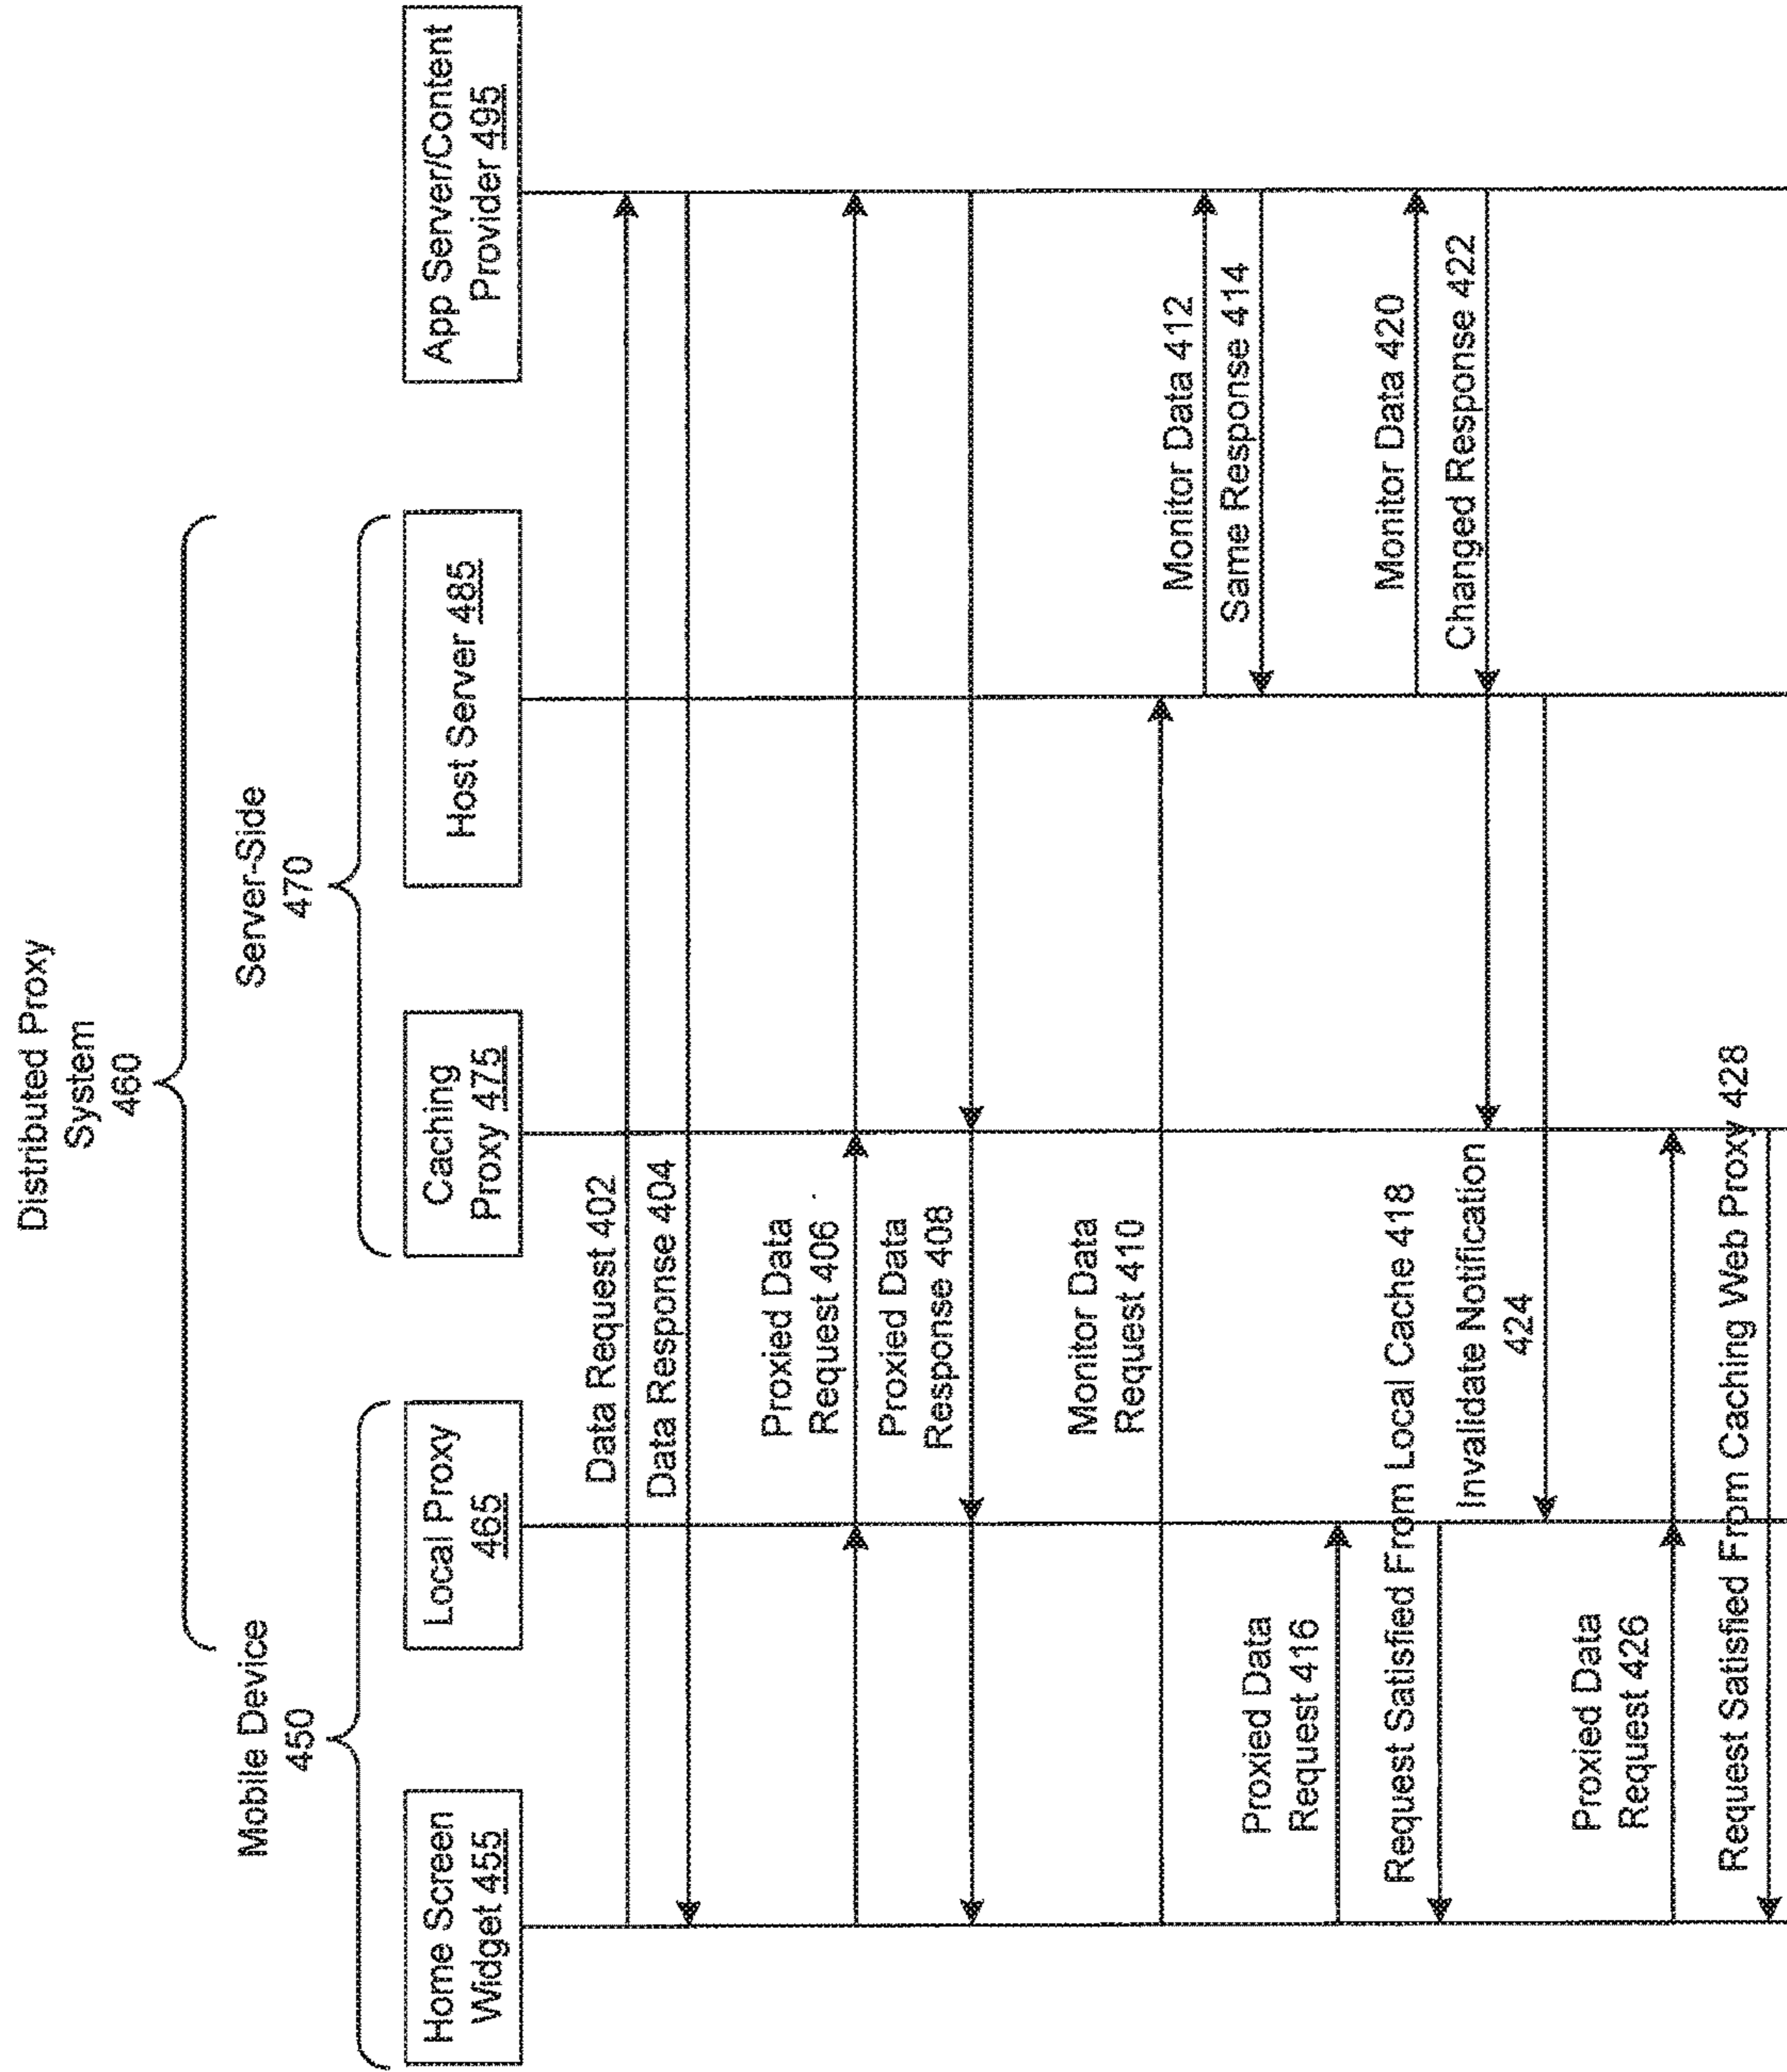 Distributed Proxy
System
460
Mobile Device
450
Server-Side
470
Home Screen
Widget 455
Local Proxy
465
Caching
Proxy 475
Host Server 485
App Server/Content
Provider 495
Data Request 402
Data Response 404
Proxied Data
Request 406
Proxied Data
Response 408
Monitor Data
Request 410
Monitor Data 412
Same Response 414
Proxied Data
Request 416
Request Satisfied From Local Cache 418
Monitor Data 420
Changed Response 422
Invalidate Notification
424
Proxied Data
Request 426
Request Satisfied From Caching Web Proxy 428